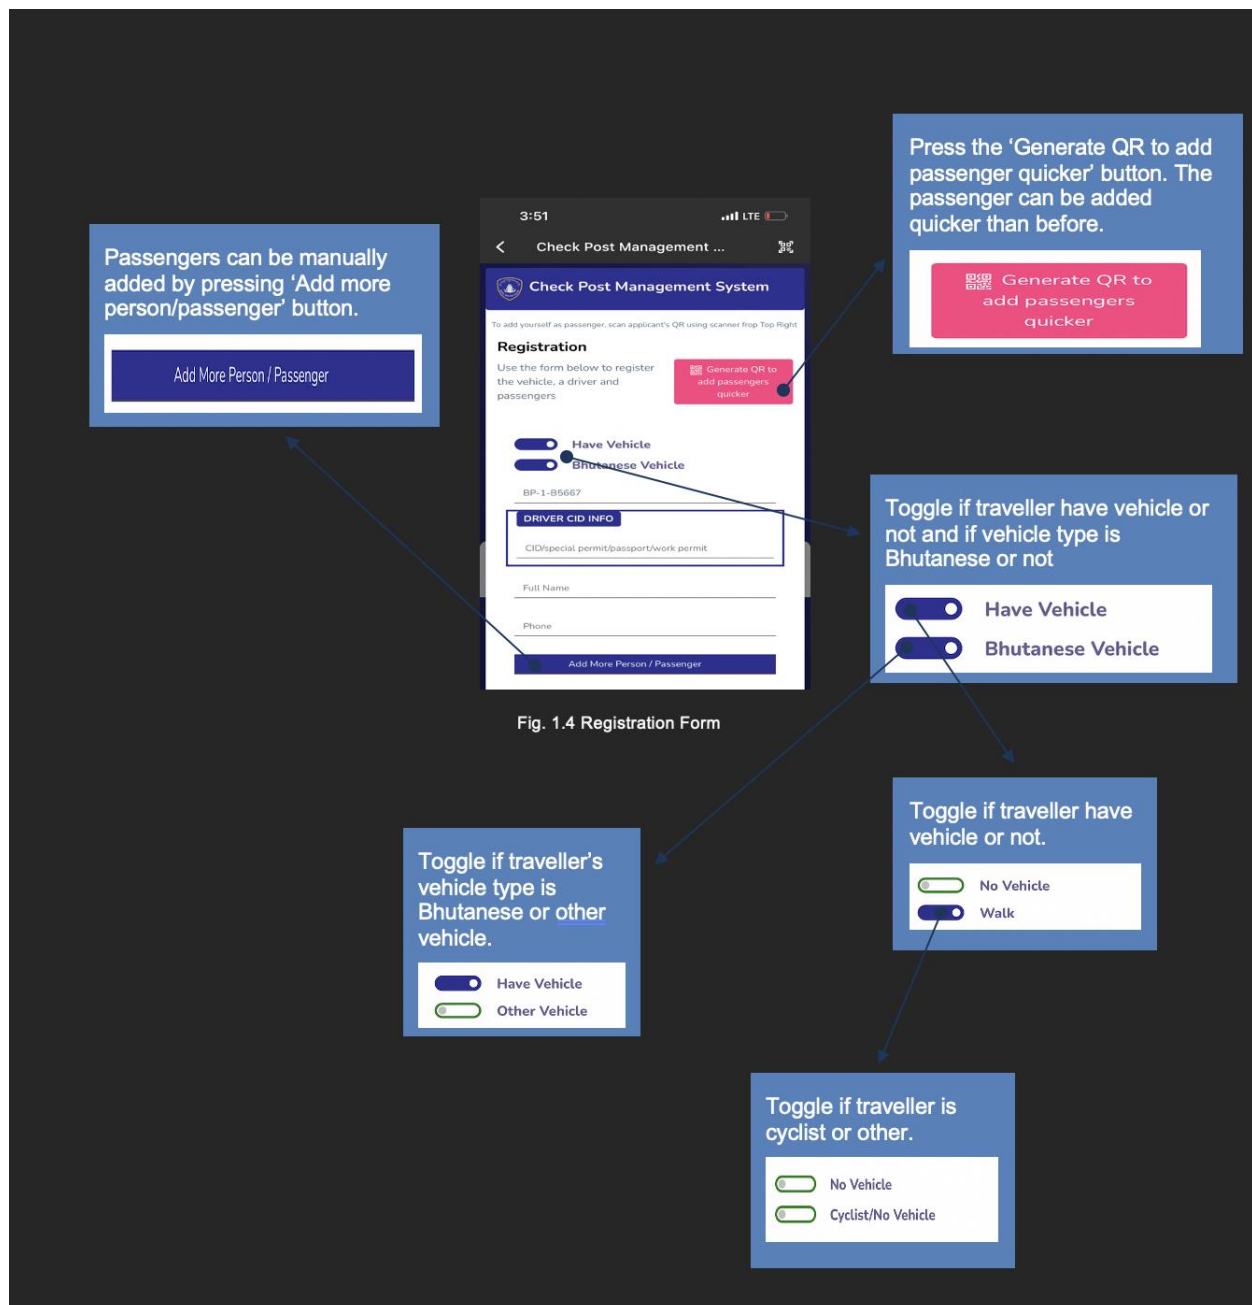 Press the ‘Generate QR to add
passenger quicker’ button. The
passenger can be added
quicker than before.
Generate QR to
add passengers
quicker
Passengers can be manually
added by pressing ‘Add more
person/passenger’ button.
Add More Person / Passenger
3:51
LTE
Check Post Management ...
Check Post Management System
To add yourself as passenger, scan applicant's QR using scanner frop Top Right
Registration
Use the form below to register
the vehicle, a driver and
passengers
Generate QR to
add passengers
quicker
Have Vehicle
Bhutanese Vehicle
BP-1-B5667
DRIVER CID INFO
CID/special permit/passport/work permit
Full Name
Phone
Add More Person / Passenger
Fig. 1.4 Registration Form
Toggle if traveller have vehicle or
not and if vehicle type is
Bhutanese or not
Have Vehicle
Bhutanese Vehicle
Toggle if traveller have
vehicle or not.
No Vehicle
Walk
Toggle if traveller's
vehicle type is
Bhutanese or other
vehicle.
Have Vehicle
Other Vehicle
Toggle if traveller is
cyclist or other.
No Vehicle
Cyclist/No Vehicle